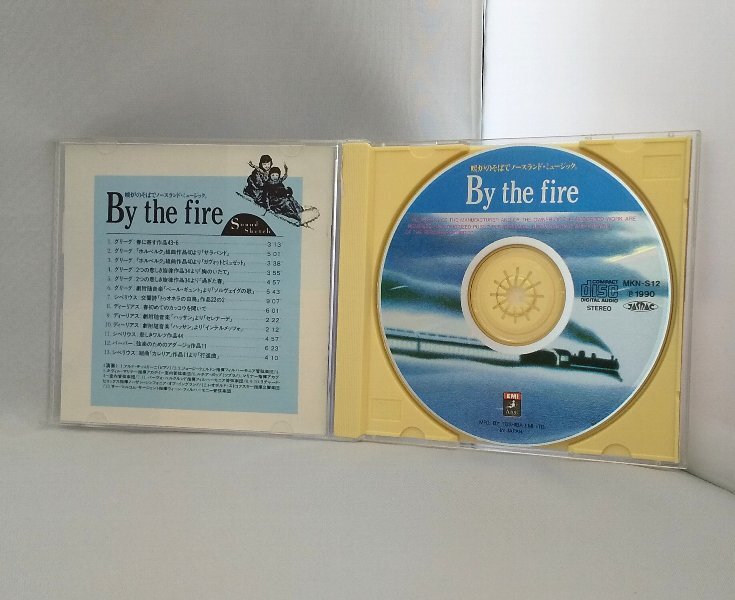 暖炉のそばでノースランド・ミュージック。
By the fire
Sound Sketch
1. グリーグ：春に寄す作品43-6 3:13
2. グリーグ：「ホルベルク」組曲作品40より「サラバンド」 5:01
3. グリーグ：「ホルベルク」組曲作品40より「ガヴォットとミュゼット」 3:38
4. グリーグ：2つの悲しき旋律作品34より「胸のいたで」 3:55
5. グリーグ：2つの悲しき旋律作品34より「過ぎた春」 4:57
6. グリーグ：劇附随音楽「ペール・ギュント」より「ソルヴェイグの歌」 5:43
7. シベリウス：交響詩「トゥオネラの白鳥」作品22の2 9:07
8. ディーリアス：春初めてのカッコウを聞いて 6:01
9. ディーリアス：劇附随音楽「ハッサン」より「セレナーデ」 2:22
10. ディーリアス：劇附随音楽「ハッサン」より「インテルメッツォ」 2:12
11. シベリウス：悲しきワルツ作品44 4:57
12. バーバー：弦楽のためのアダージョ作品11 6:23
13. シベリウス：組曲「カレリア」作品11より「行進曲」 4:10
暖炉のそばでノースランド・ミュージック。
By the fire
COMPACT
disc
DIGITAL AUDIO
STEREO
MKN-S12
℗1990
JASRAC
EMI
Angel
MFD. BY TOSHIBA EMI LTD.
IN JAPAN